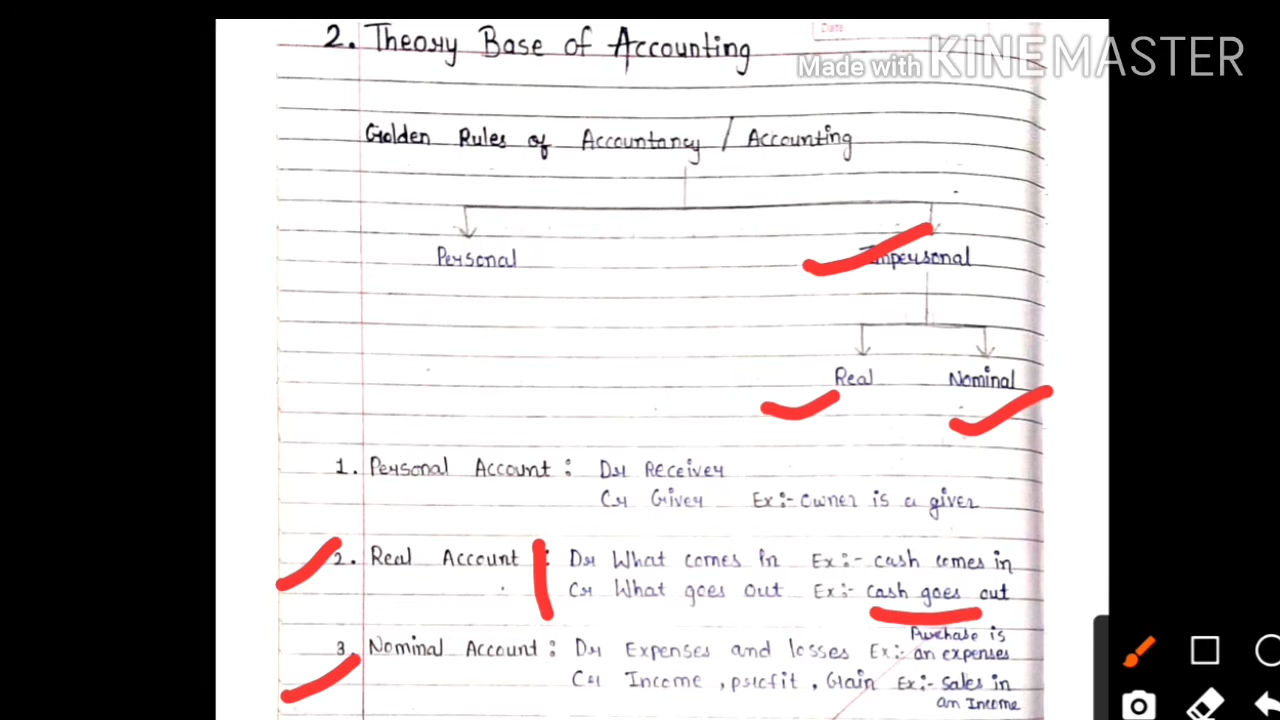 Date
Made with KINEMASTER
2. Theory Base of Accounting
Golden Rules of Accountancy / Accounting
Personal
Impersonal
Real
Nominal
1. Personal Account : Dr Receiver
Cr Giver Ex:- Owner is a giver
2. Real Account : Dr What comes in Ex:- cash comes in
Cr What goes out Ex:- cash goes out
3. Nominal Account : Dr Expenses and losses Ex:- Purchase is an expenses
Cr Income , profit , Gain Ex:- Sales in an Income